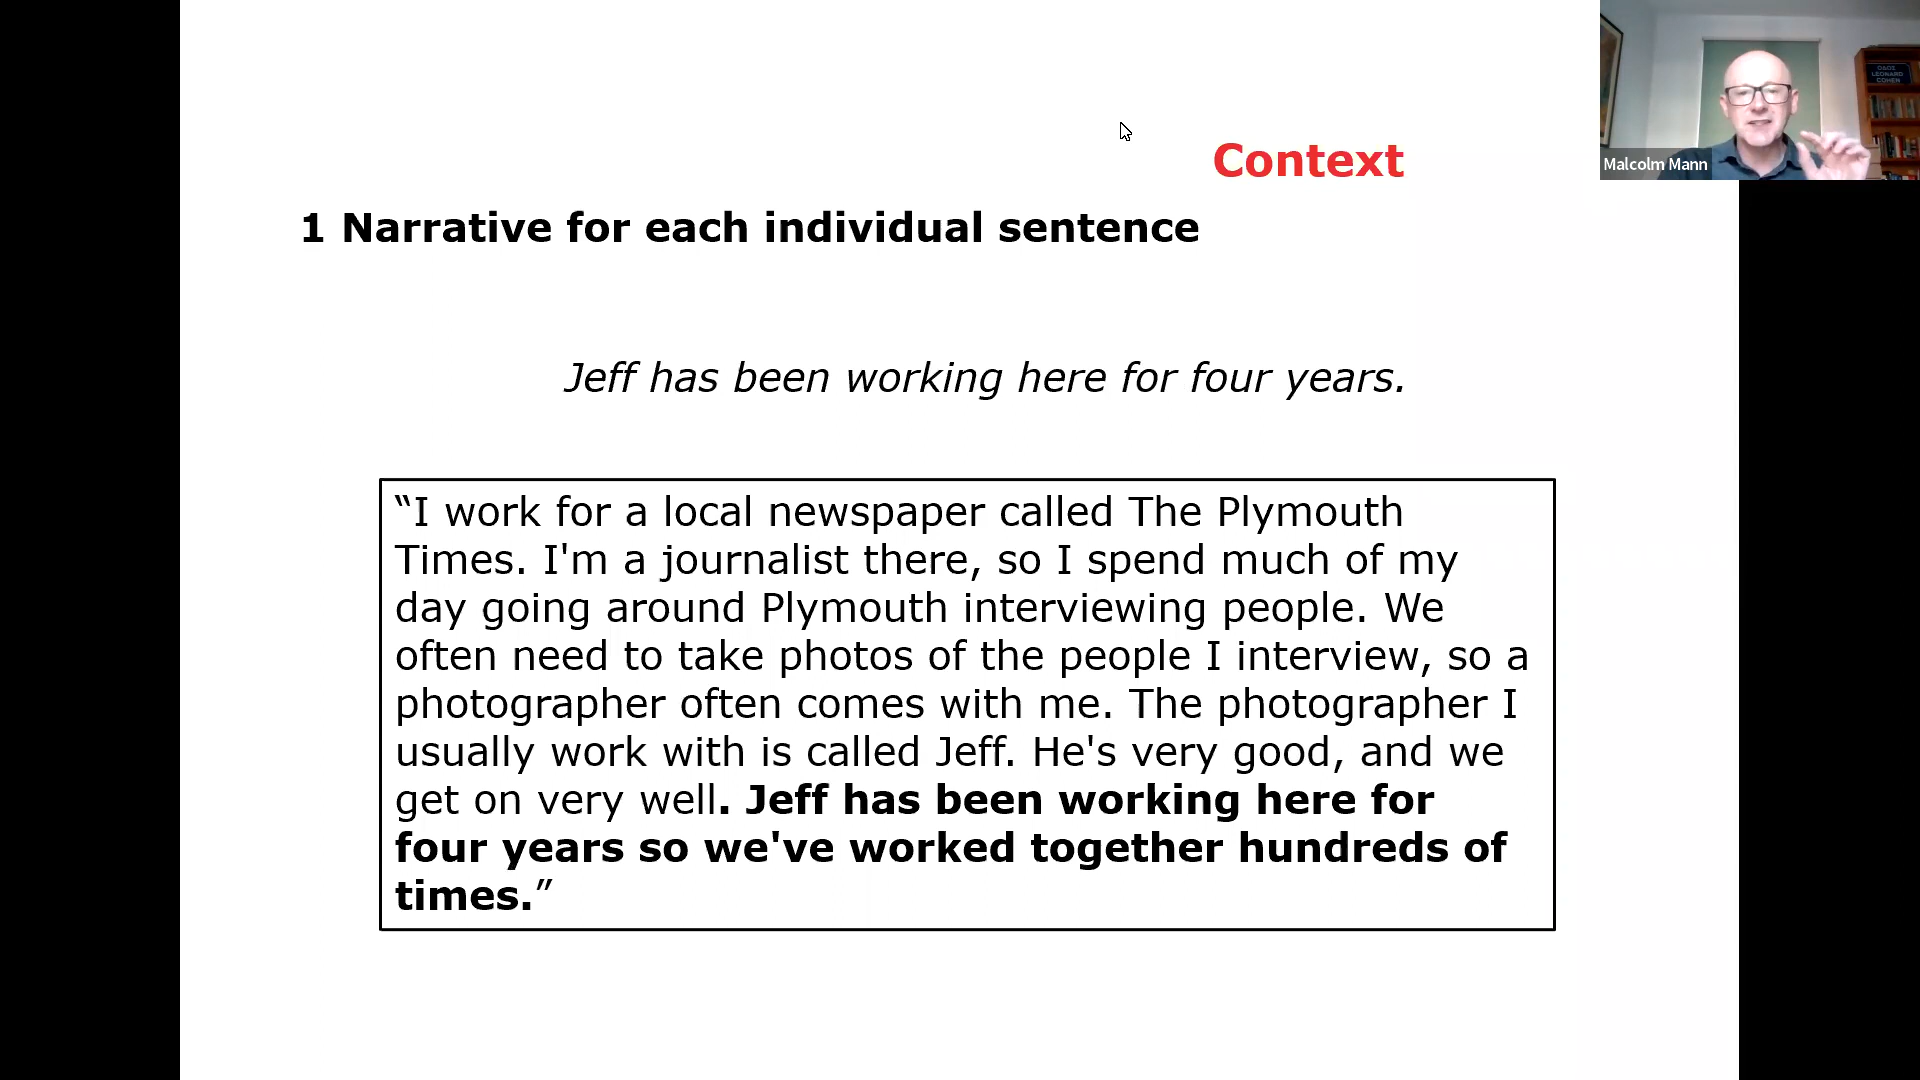 Context
1 Narrative for each individual sentence
Jeff has been working here for four years.
“I work for a local newspaper called The Plymouth
Times. I'm a journalist there, so I spend much of my
day going around Plymouth interviewing people. We
often need to take photos of the people I interview, so a
photographer often comes with me. The photographer I
usually work with is called Jeff. He's very good, and we
get on very well. Jeff has been working here for
four years so we've worked together hundreds of
times.”
Malcolm Mann
LEONARD
COHEN